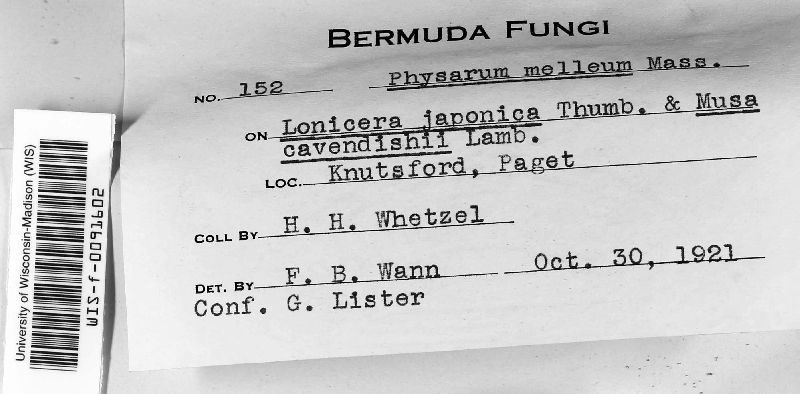 BERMUDA FUNGI
NO. 152 Physarum melleum Mass.
ON Lonicera japonica Thumb. & Musa
cavendishii Lamb.
LOC. Knutsford, Paget
COLL BY H. H. Whetzel
DET. BY F. B. Wann Oct. 30, 1921
Conf. G. Lister
University of Wisconsin-Madison (WIS)
WIS-f-0091602